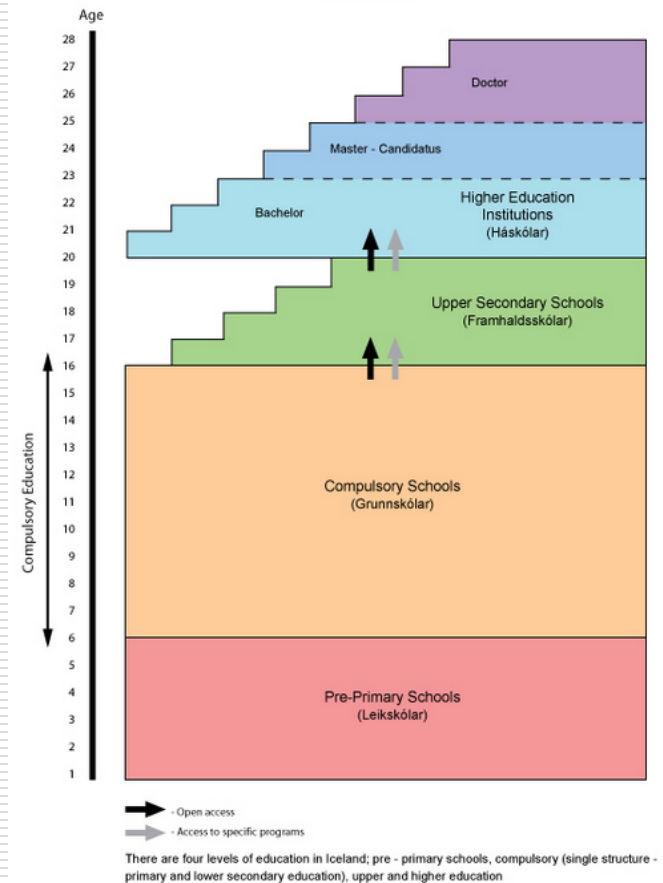 Age
28
27
26
Doctor
25
24
Master - Candidatus
23
22
Bachelor
Higher Education
Institutions
(Háskólar)
21
20
19
18
Upper Secondary Schools
(Framhaldsskólar)
17
16
15
14
13
12
Compulsory Schools
(Grunnskólar)
11
10
9
8
7
6
Compulsory Education
5
4
Pre-Primary Schools
(Leikskólar)
3
2
1
- Open access
- Access to specific programs
There are four levels of education in Iceland; pre - primary schools, compulsory (single structure -
primary and lower secondary education), upper and higher education